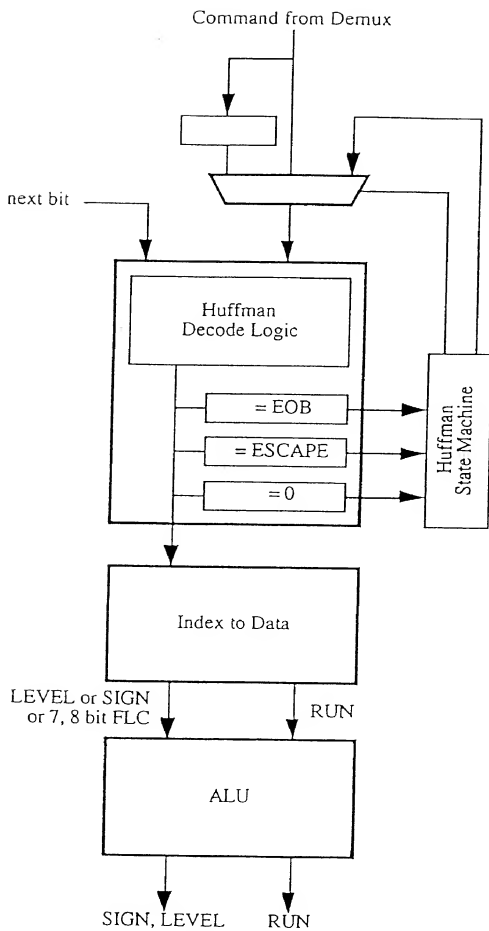 Command from Demux
next bit
Huffman
Decode Logic
= EOB
= ESCAPE
= 0
Huffman
State Machine
Index to Data
LEVEL or SIGN
or 7, 8 bit FLC
RUN
ALU
SIGN, LEVEL
RUN